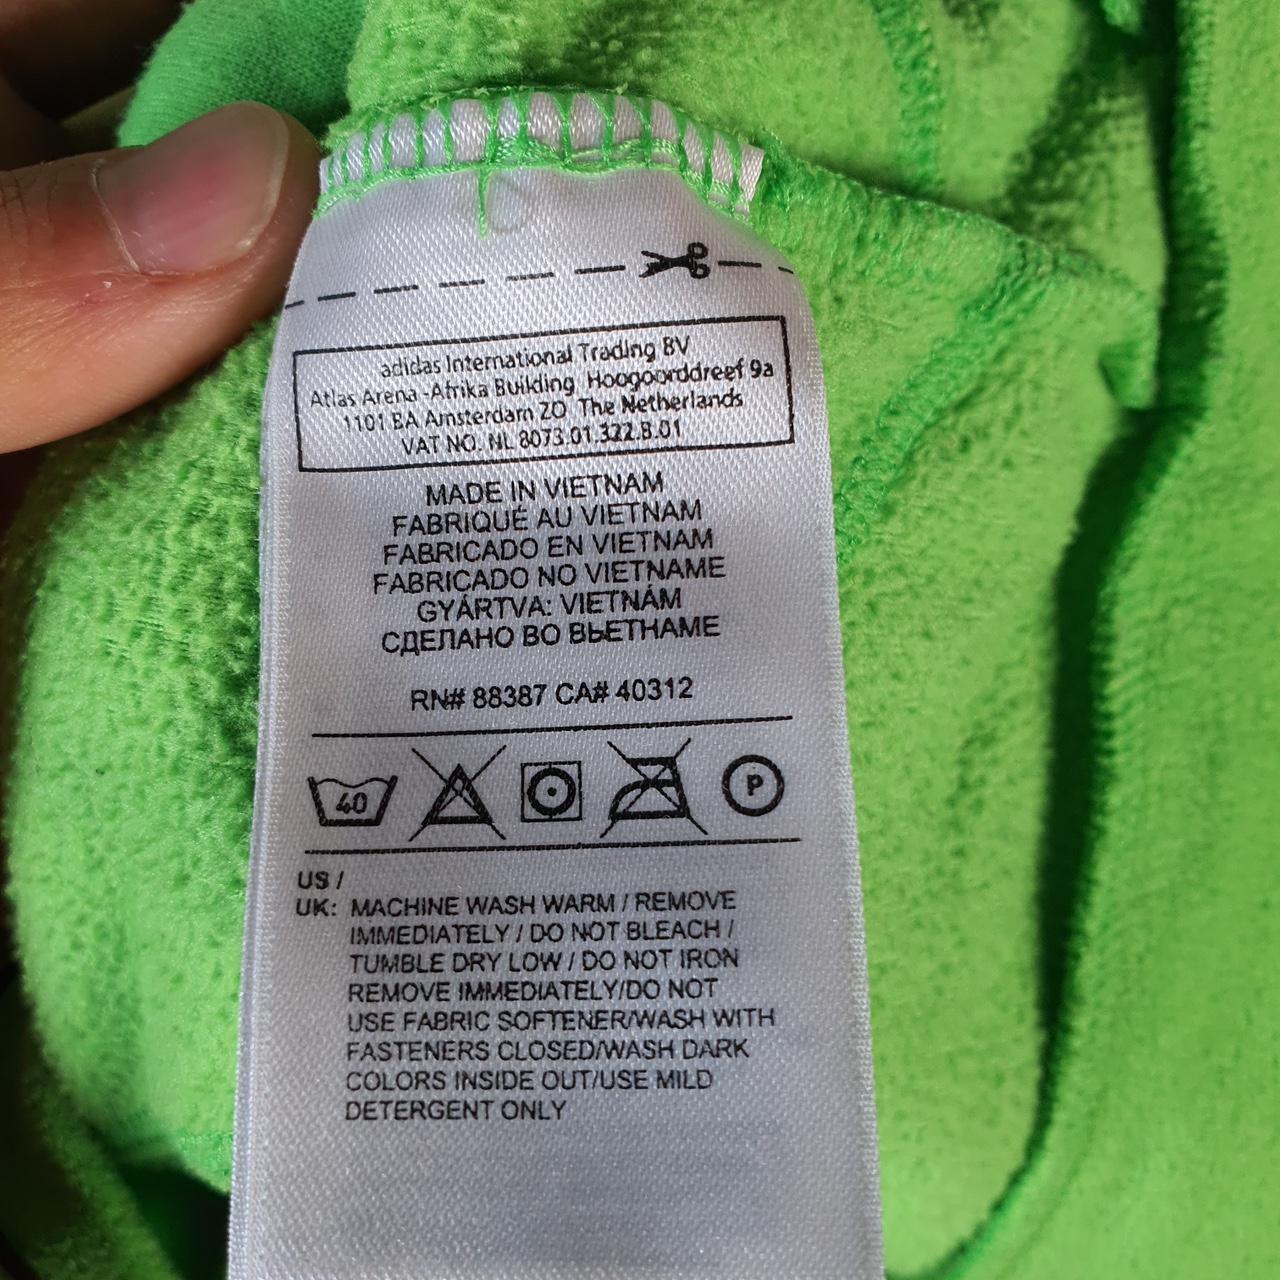 adidas International Trading BV
Atlas Arena -Afrika Building Hoogoorddreef 9a
1101 BA Amsterdam ZO The Netherlands
VAT NO. NL 8073.01.322.B.01
MADE IN VIETNAM
FABRIQUÉ AU VIETNAM
FABRICADO EN VIETNAM
FABRICADO NO VIETNAME
GYÁRTVA: VIETNÁM
СДЕЛАНО ВО ВЬЕТНАМЕ
RN# 88387 CA# 40312
40 P
US /
UK: MACHINE WASH WARM / REMOVE
IMMEDIATELY / DO NOT BLEACH /
TUMBLE DRY LOW / DO NOT IRON
REMOVE IMMEDIATELY/DO NOT
USE FABRIC SOFTENER/WASH WITH
FASTENERS CLOSED/WASH DARK
COLORS INSIDE OUT/USE MILD
DETERGENT ONLY